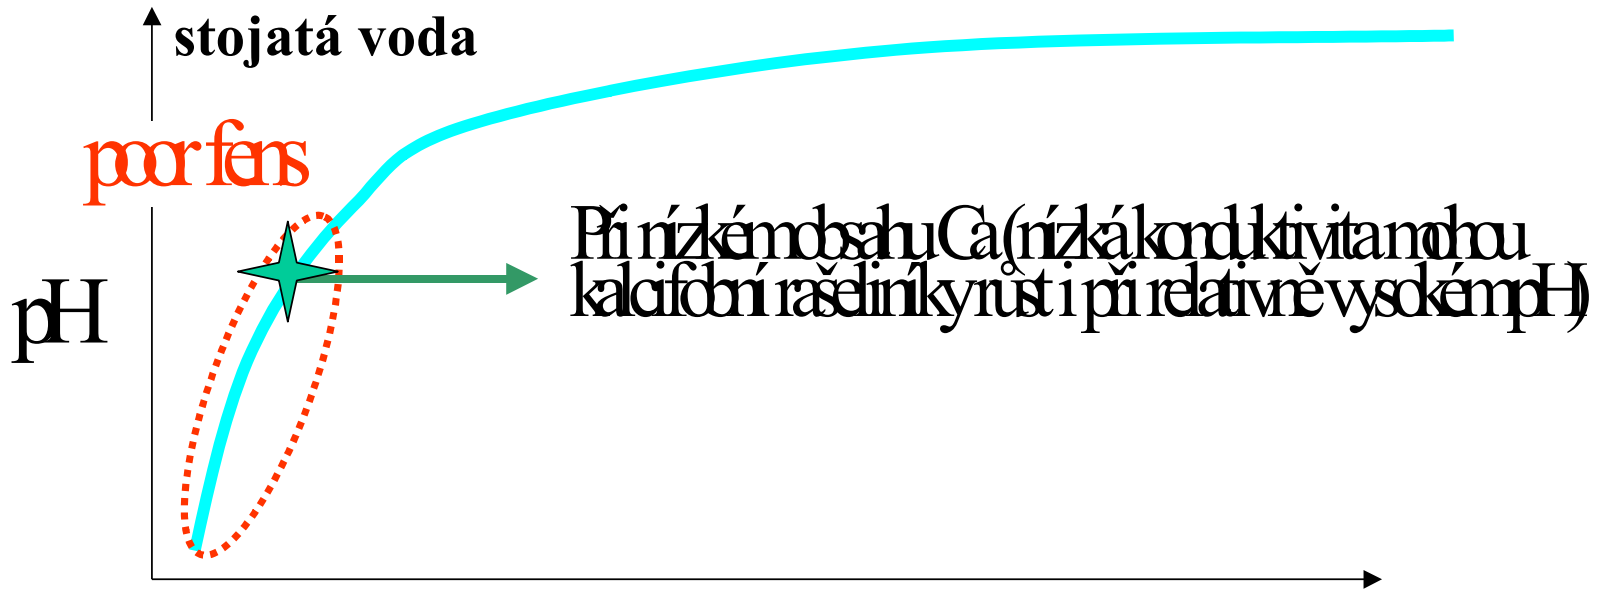 stojatá voda
poor fens
Při nízkém obsahu Ca (nízká konduktivita mohou
kalcifobní rašeliníky růst i při relativně vysokém pH)
pH